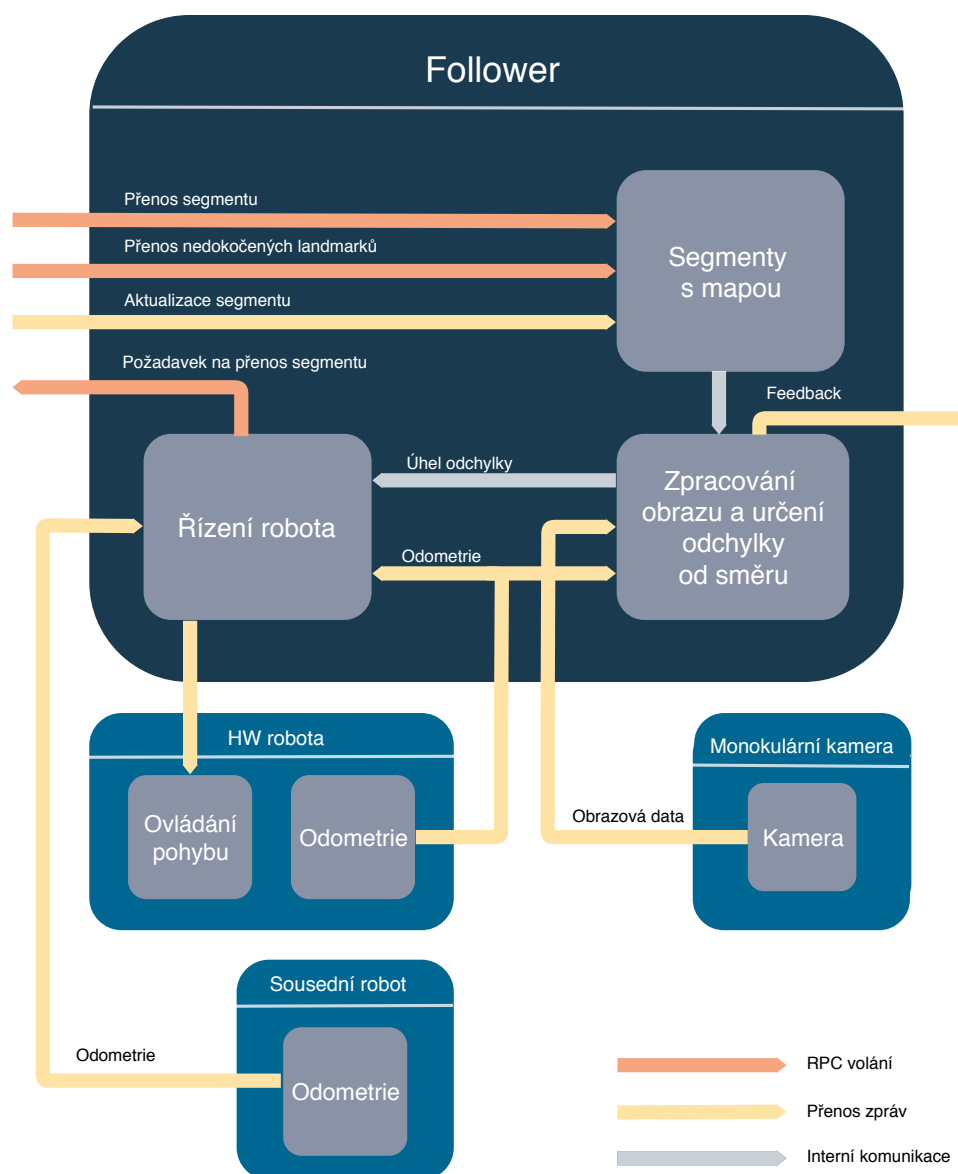 Follower
Přenos segmentu
Přenos nedokočených landmarků
Aktualizace segmentu
Požadavek na přenos segmentu
Segmenty
s mapou
Feedback
Řízení robota
Úhel odchylky
Odometrie
Zpracování
obrazu a určení
odchylky
od směru
HW robota
Ovládání
pohybu
Odometrie
Monokulární kamera
Obrazová data
Kamera
Sousední robot
Odometrie
Odometrie
RPC volání
Přenos zpráv
Interní komunikace